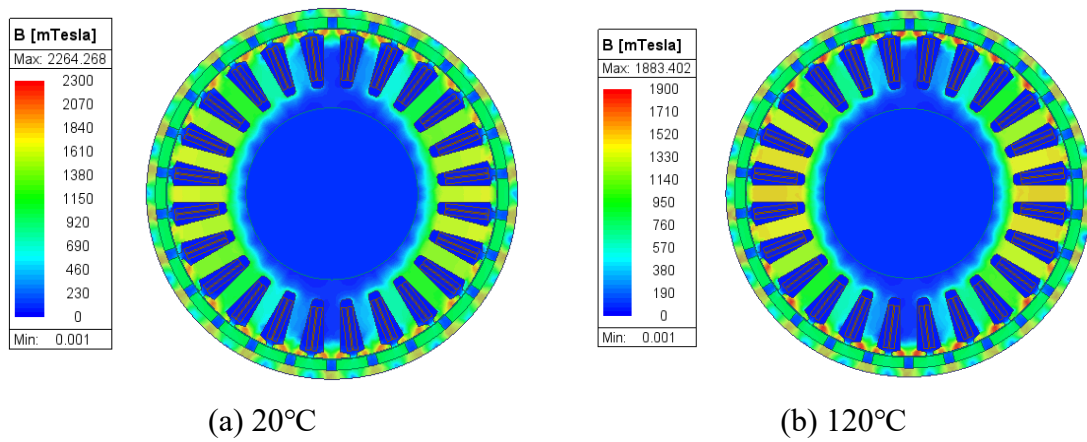 B [mTesla]
Max: 2264.268
2300
2070
1840
1610
1380
1150
920
690
460
230
0
Min: 0.001
(a) 20℃
B [mTesla]
Max: 1883.402
1900
1710
1520
1330
1140
950
760
570
380
190
0
Min: 0.001
(b) 120℃